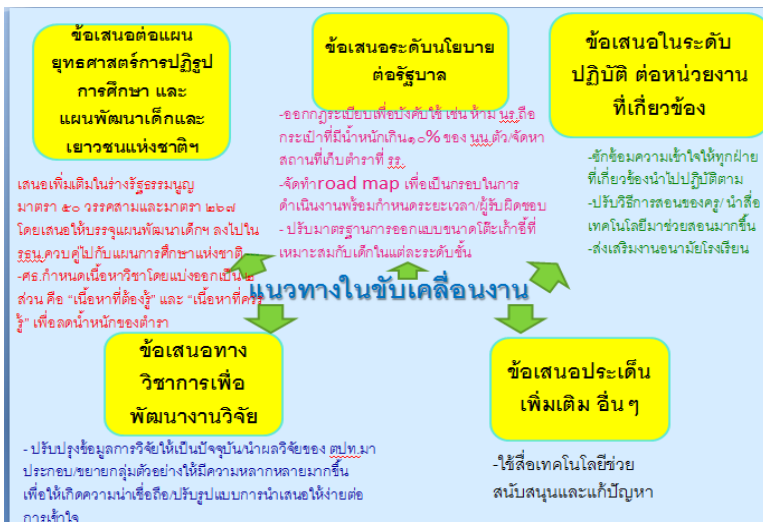 ข้อเสนอต่อแผน
ยุทธศาสตร์การปฏิรูป
การศึกษา และ
แผนพัฒนาเด็กและ
เยาวชนแห่งชาติฯ
เสนอเพิ่มเติมในร่างรัฐธรรมนูญ
มาตรา ๕๐ วรรคสามและมาตรา ๒๖๗
โดยเสนอให้บรรจุแผนพัฒนาเด็กฯ ลงไปใน
รธน.ควบคู่ไปกับแผนการศึกษาแห่งชาติ
-ศธ.กำหนดเนื้อหาวิชาโดยแบ่งออกเป็น ๒
ส่วน คือ “เนื้อหาที่ต้องรู้” และ “เนื้อหาที่ควร
รู้” เพื่อลดน้ำหนักของตำรา
ข้อเสนอระดับนโยบาย
ต่อรัฐบาล
-ออกกฎระเบียบเพื่อบังคับใช้ เช่น ห้าม นร.ถือ
กระเป๋าที่มีน้ำหนักเกิน๑๐% ของ นน.ตัว/จัดหา
สถานที่เก็บตำราที่ รร.
-จัดทำroad map เพื่อเป็นกรอบในการ
ดำเนินงานพร้อมกำหนดระยะเวลา/ผู้รับผิดชอบ
- ปรับมาตรฐานการออกแบบขนาดโต๊ะเก้าอี้ที่
เหมาะสมกับเด็กในแต่ละระดับชั้น
ข้อเสนอในระดับ
ปฏิบัติ ต่อหน่วยงาน
ที่เกี่ยวข้อง
-ซักซ้อมความเข้าใจให้ทุกฝ่าย
ที่เกี่ยวข้องนำไปปฏิบัติตาม
-ปรับวิธีการสอนของครู/ นำสื่อ
เทคโนโลยีมาช่วยสอนมากขึ้น
-ส่งเสริมงานอนามัยโรงเรียน
แนวทางในขับเคลื่อนงาน
ข้อเสนอทาง
วิชาการเพื่อ
พัฒนางานวิจัย
- ปรับปรุงข้อมูลการวิจัยให้เป็นปัจจุบัน/นำผลวิจัยของ ตปท.มา
ประกอบ/ขยายกลุ่มตัวอย่างให้มีความหลากหลายมากขึ้น
เพื่อให้เกิดความน่าเชื่อถือ/ปรับรูปแบบการนำเสนอให้ง่ายต่อ
การเข้าใจ
ข้อเสนอประเด็น
เพิ่มเติม อื่น ๆ
-ใช้สื่อเทคโนโลยีช่วย
สนับสนุนและแก้ปัญหา